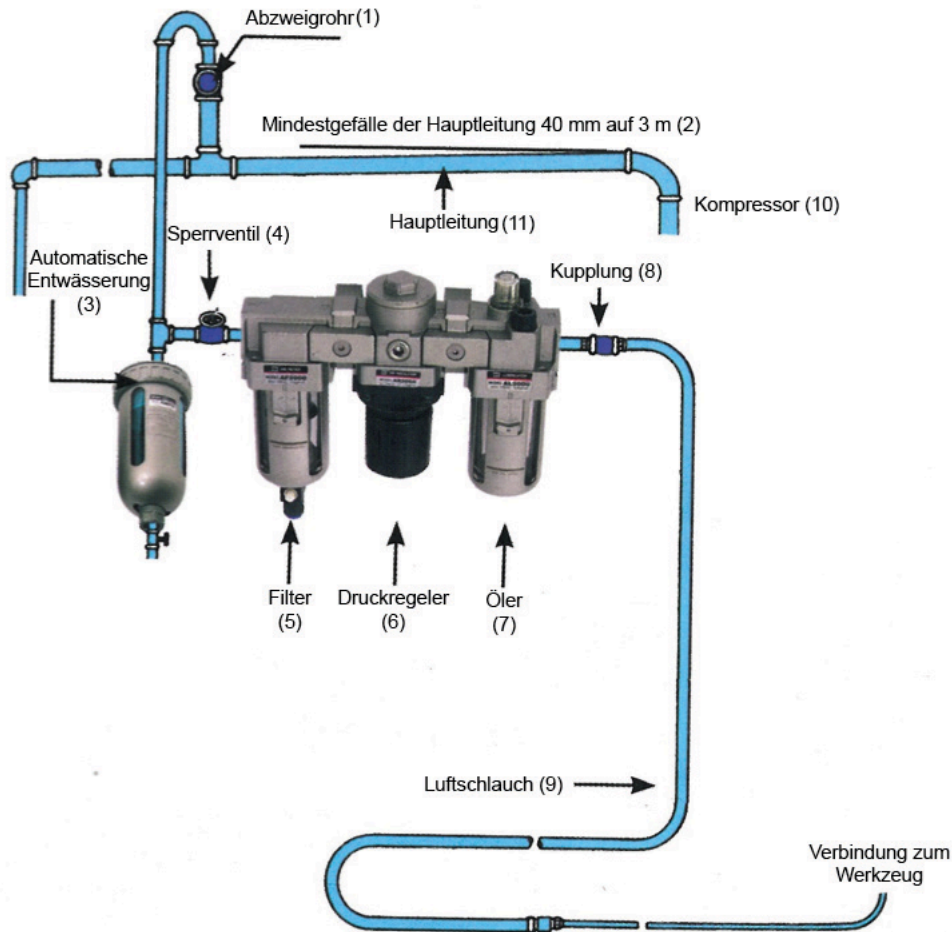 Abzweigrohr (1)
Mindestgefälle der Hauptleitung 40 mm auf 3 m (2)
Kompressor (10)
Hauptleitung (11)
Sperrventil (4)
Automatische
Entwässerung
(3)
Kupplung (8)
Filter
(5)
Druckregeler
(6)
Öler
(7)
Luftschlauch (9)
Verbindung zum
Werkzeug